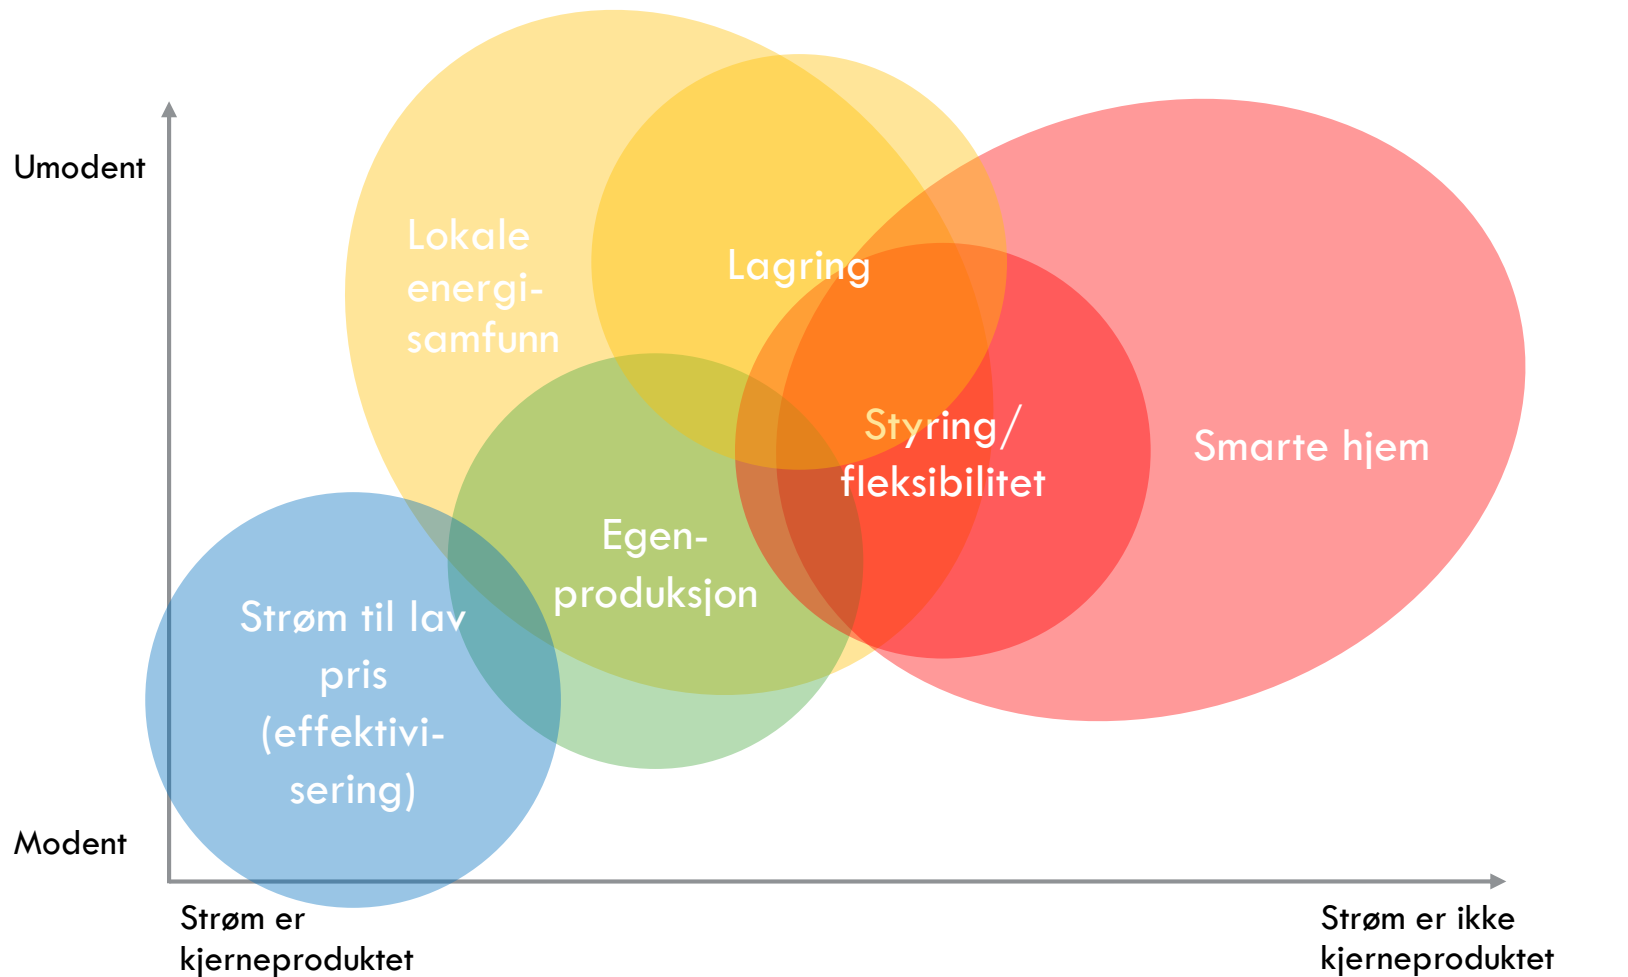 Umodent
Lokale
energi-
samfunn
Lagring
Styring/
fleksibilitet
Smarte hjem
Egen-
produksjon
Strøm til lav
pris
(effektivi-
sering)
Modent
Strøm er
kjerneproduktet
Strøm er ikke
kjerneproduktet